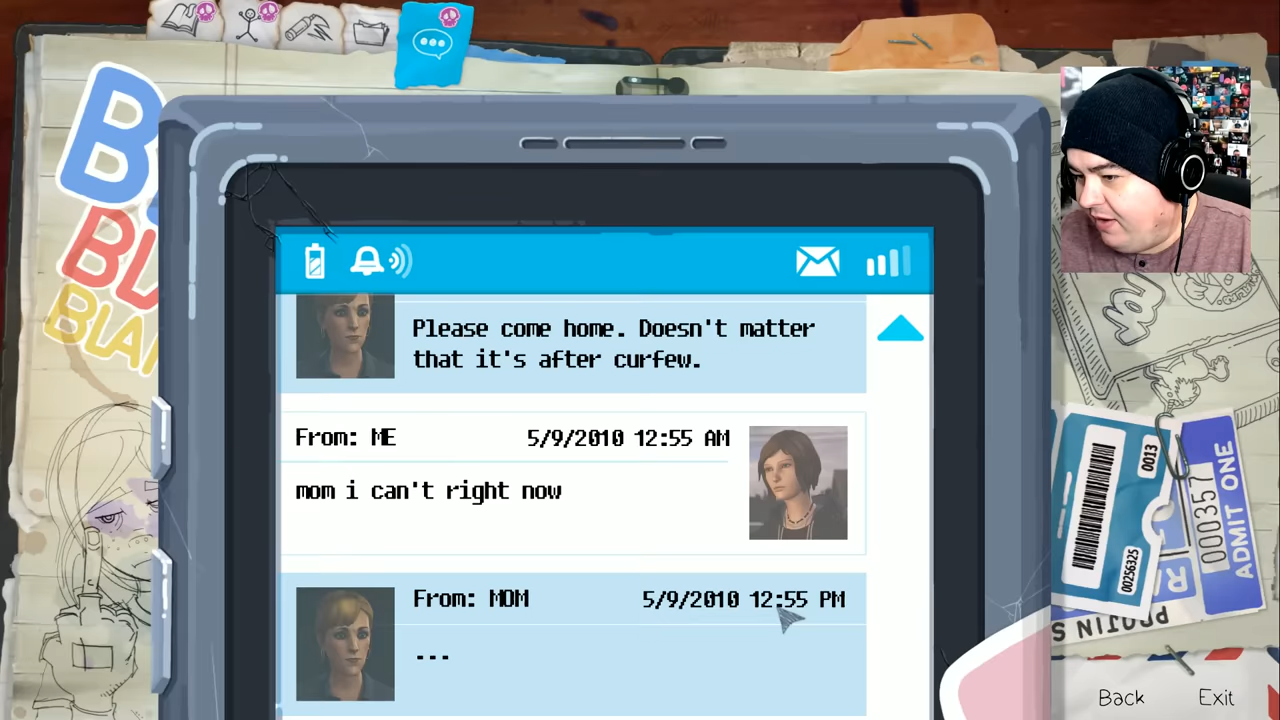 Please come home. Doesn't matter
that it's after curfew.
From: ME 5/9/2010 12:55 AM
mom i can't right now
From: MOM 5/9/2010 12:55 PM
---
0013
00256325
000357
ADMIT ONE
Back Exit